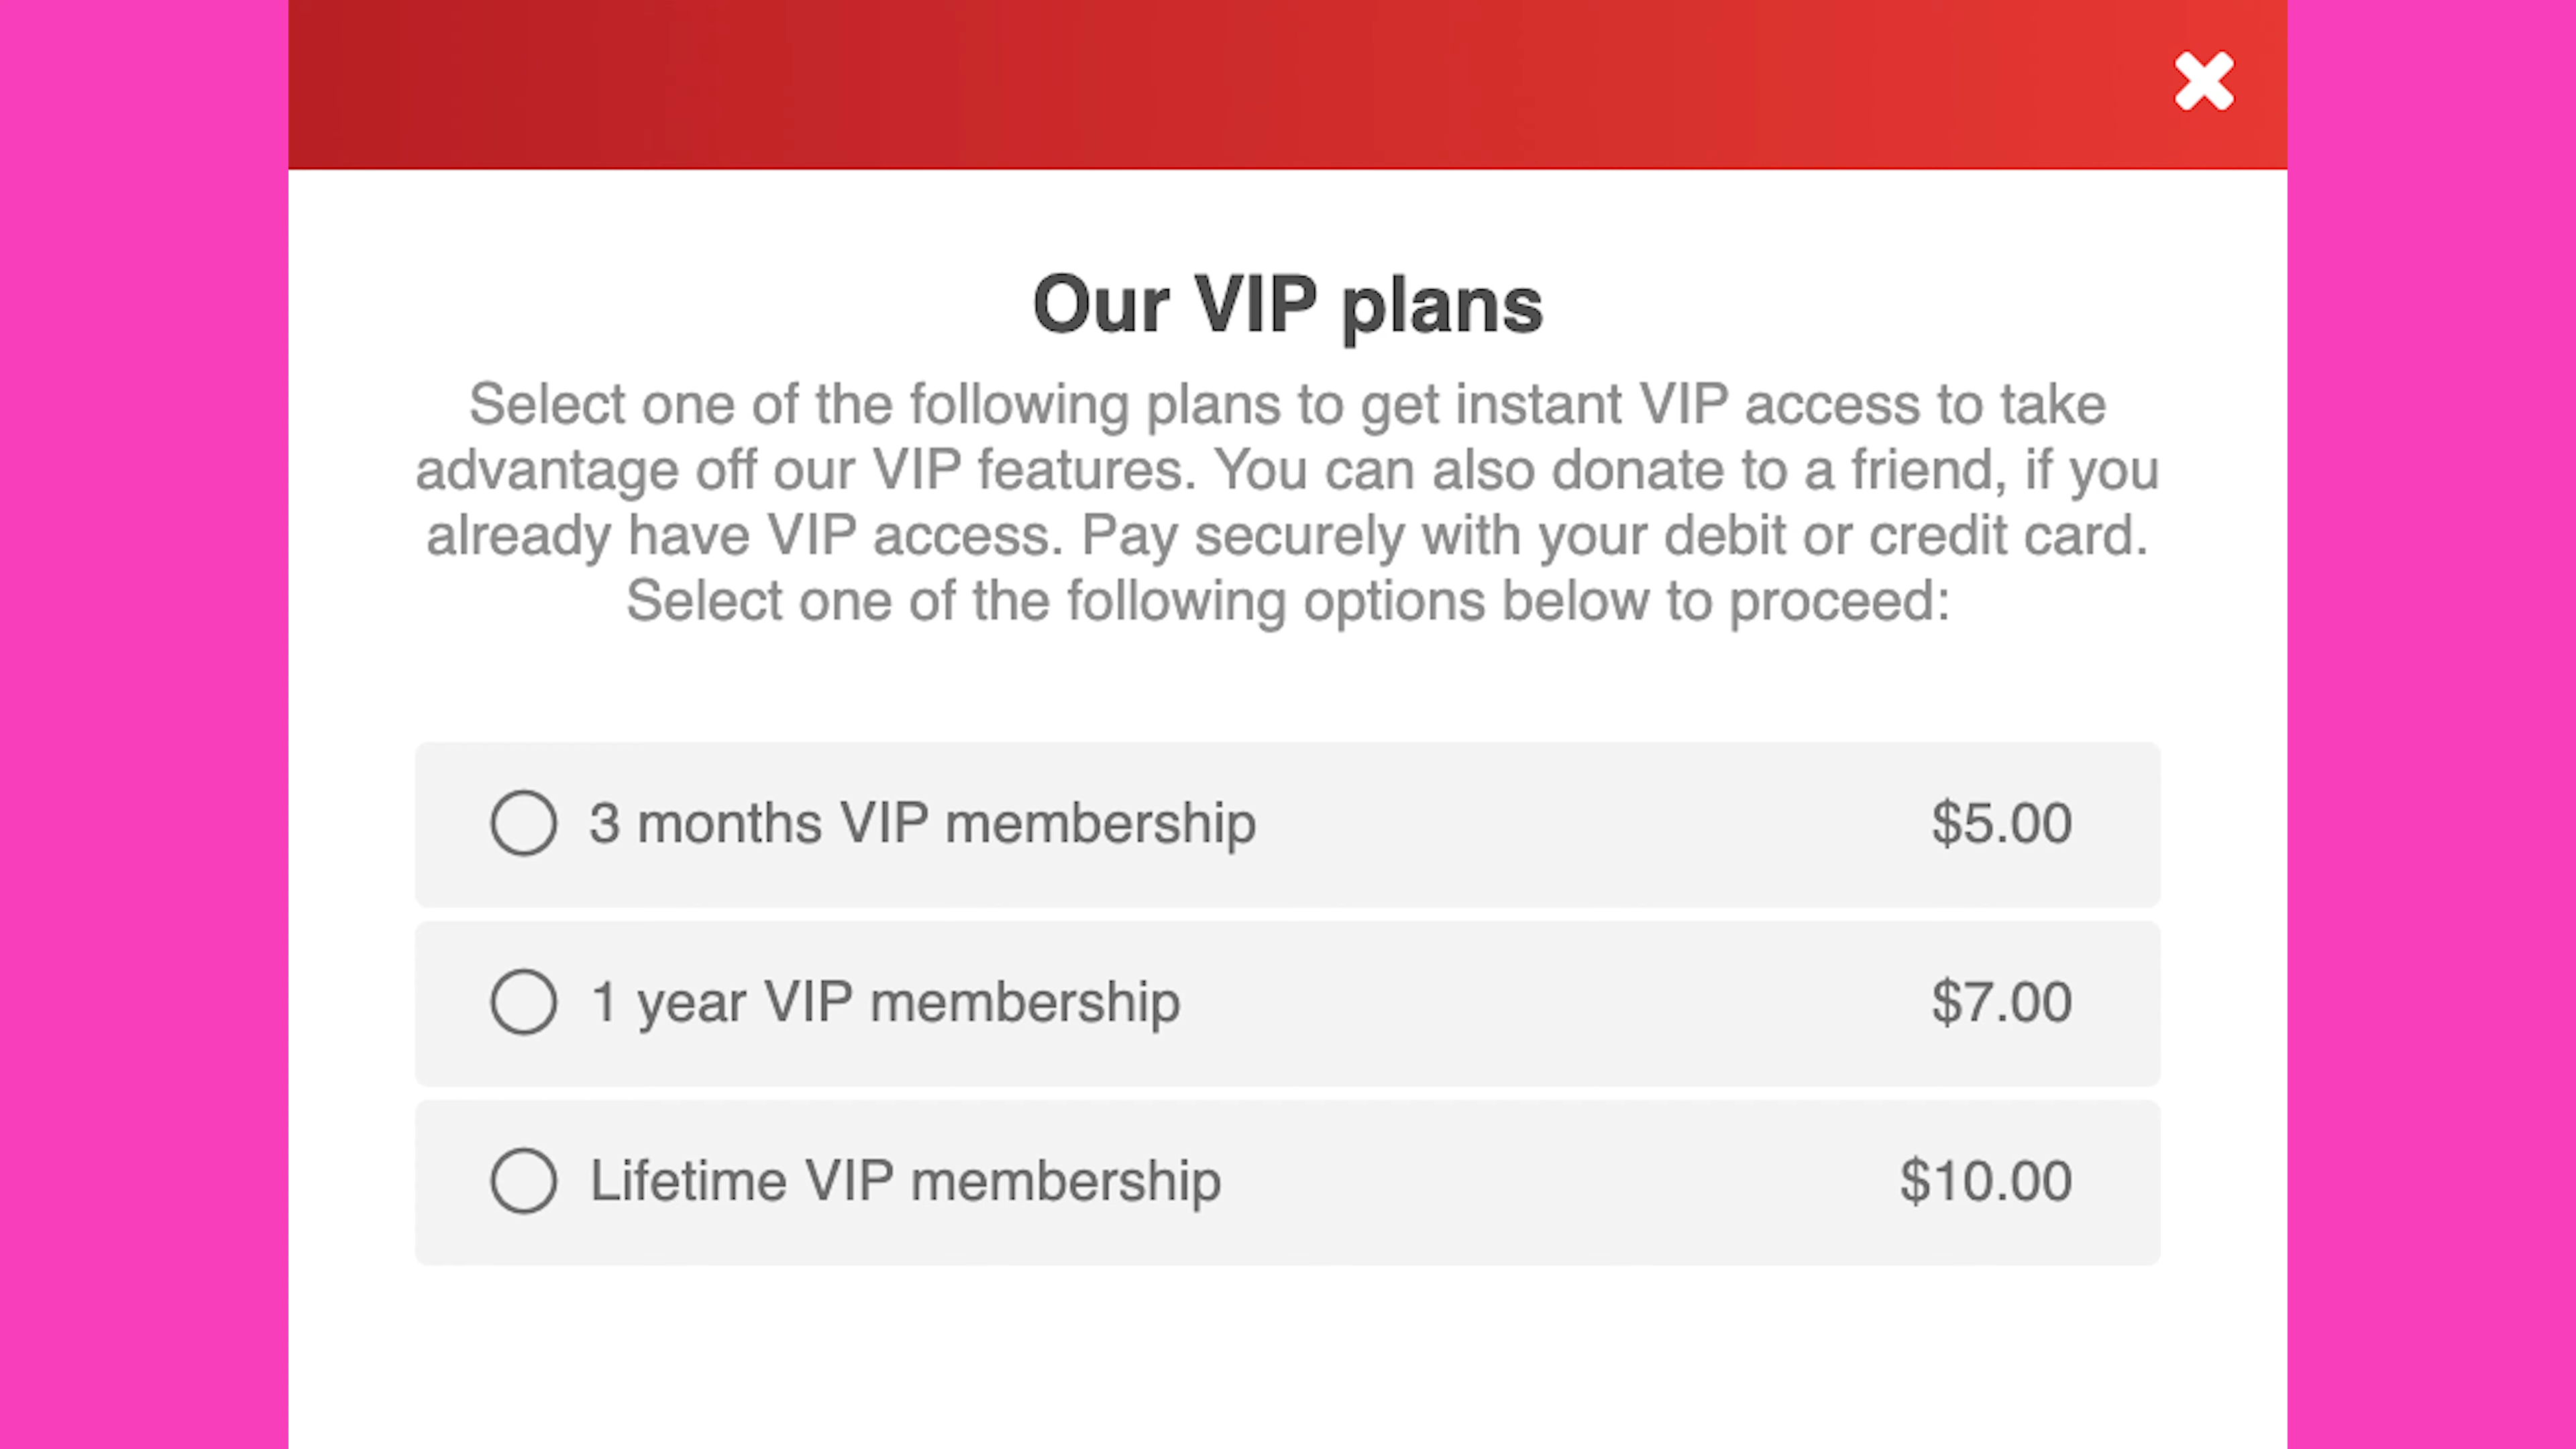 Our VIP plans
Select one of the following plans to get instant VIP access to take
advantage off our VIP features. You can also donate to a friend, if you
already have VIP access. Pay securely with your debit or credit card.
Select one of the following options below to proceed:
3 months VIP membership $5.00
1 year VIP membership $7.00
Lifetime VIP membership $10.00